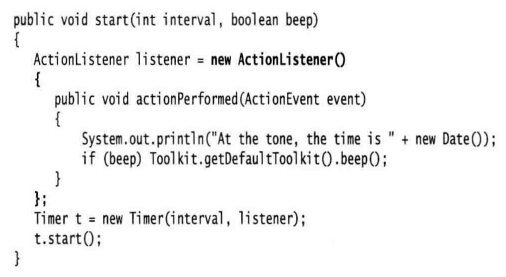 public void start(int interval, boolean beep)
{
ActionListener listener = new ActionListener()
{
public void actionPerformed(ActionEvent event)
{
System.out.println("At the tone, the time is " + new Date());
if (beep) Toolkit.getDefaultToolkit().beep();
}
};
Timer t = new Timer(interval, listener);
t.start();
}